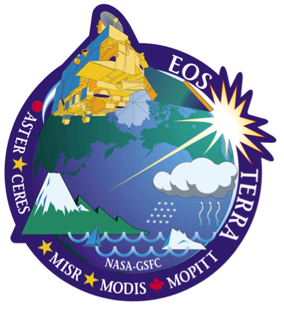 EOS
TERRA
ASTER
CERES
MISR
MODIS
MOPITT
NASA-GSFC